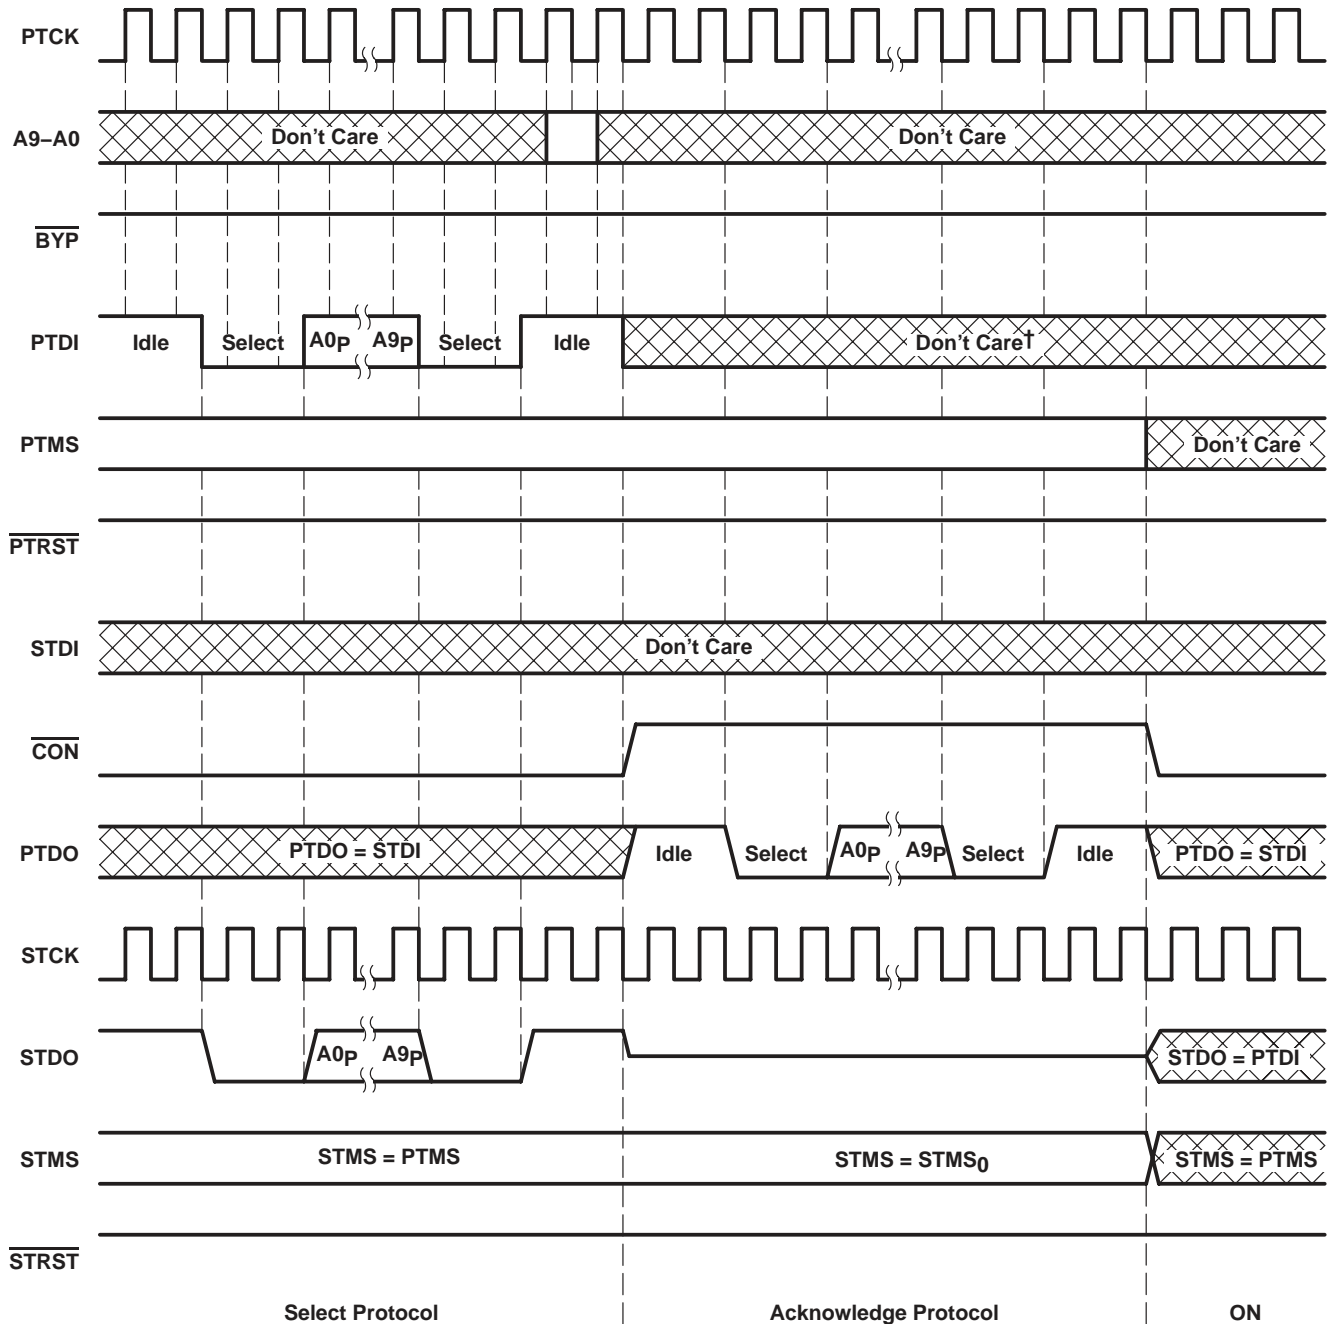 PTCK
A9–A0 Don't Care Don't Care
BYP
PTDI Idle Select A0P A9P Select Idle Don't Care†
PTMS Don't Care
PTRST
STDI Don't Care
CON
PTDO PTDO = STDI Idle Select A0P A9P Select Idle PTDO = STDI
STCK
STDO A0P A9P STDO = PTDI
STMS STMS = PTMS STMS = STMS0 STMS = PTMS
STRST
Select Protocol Acknowledge Protocol ON